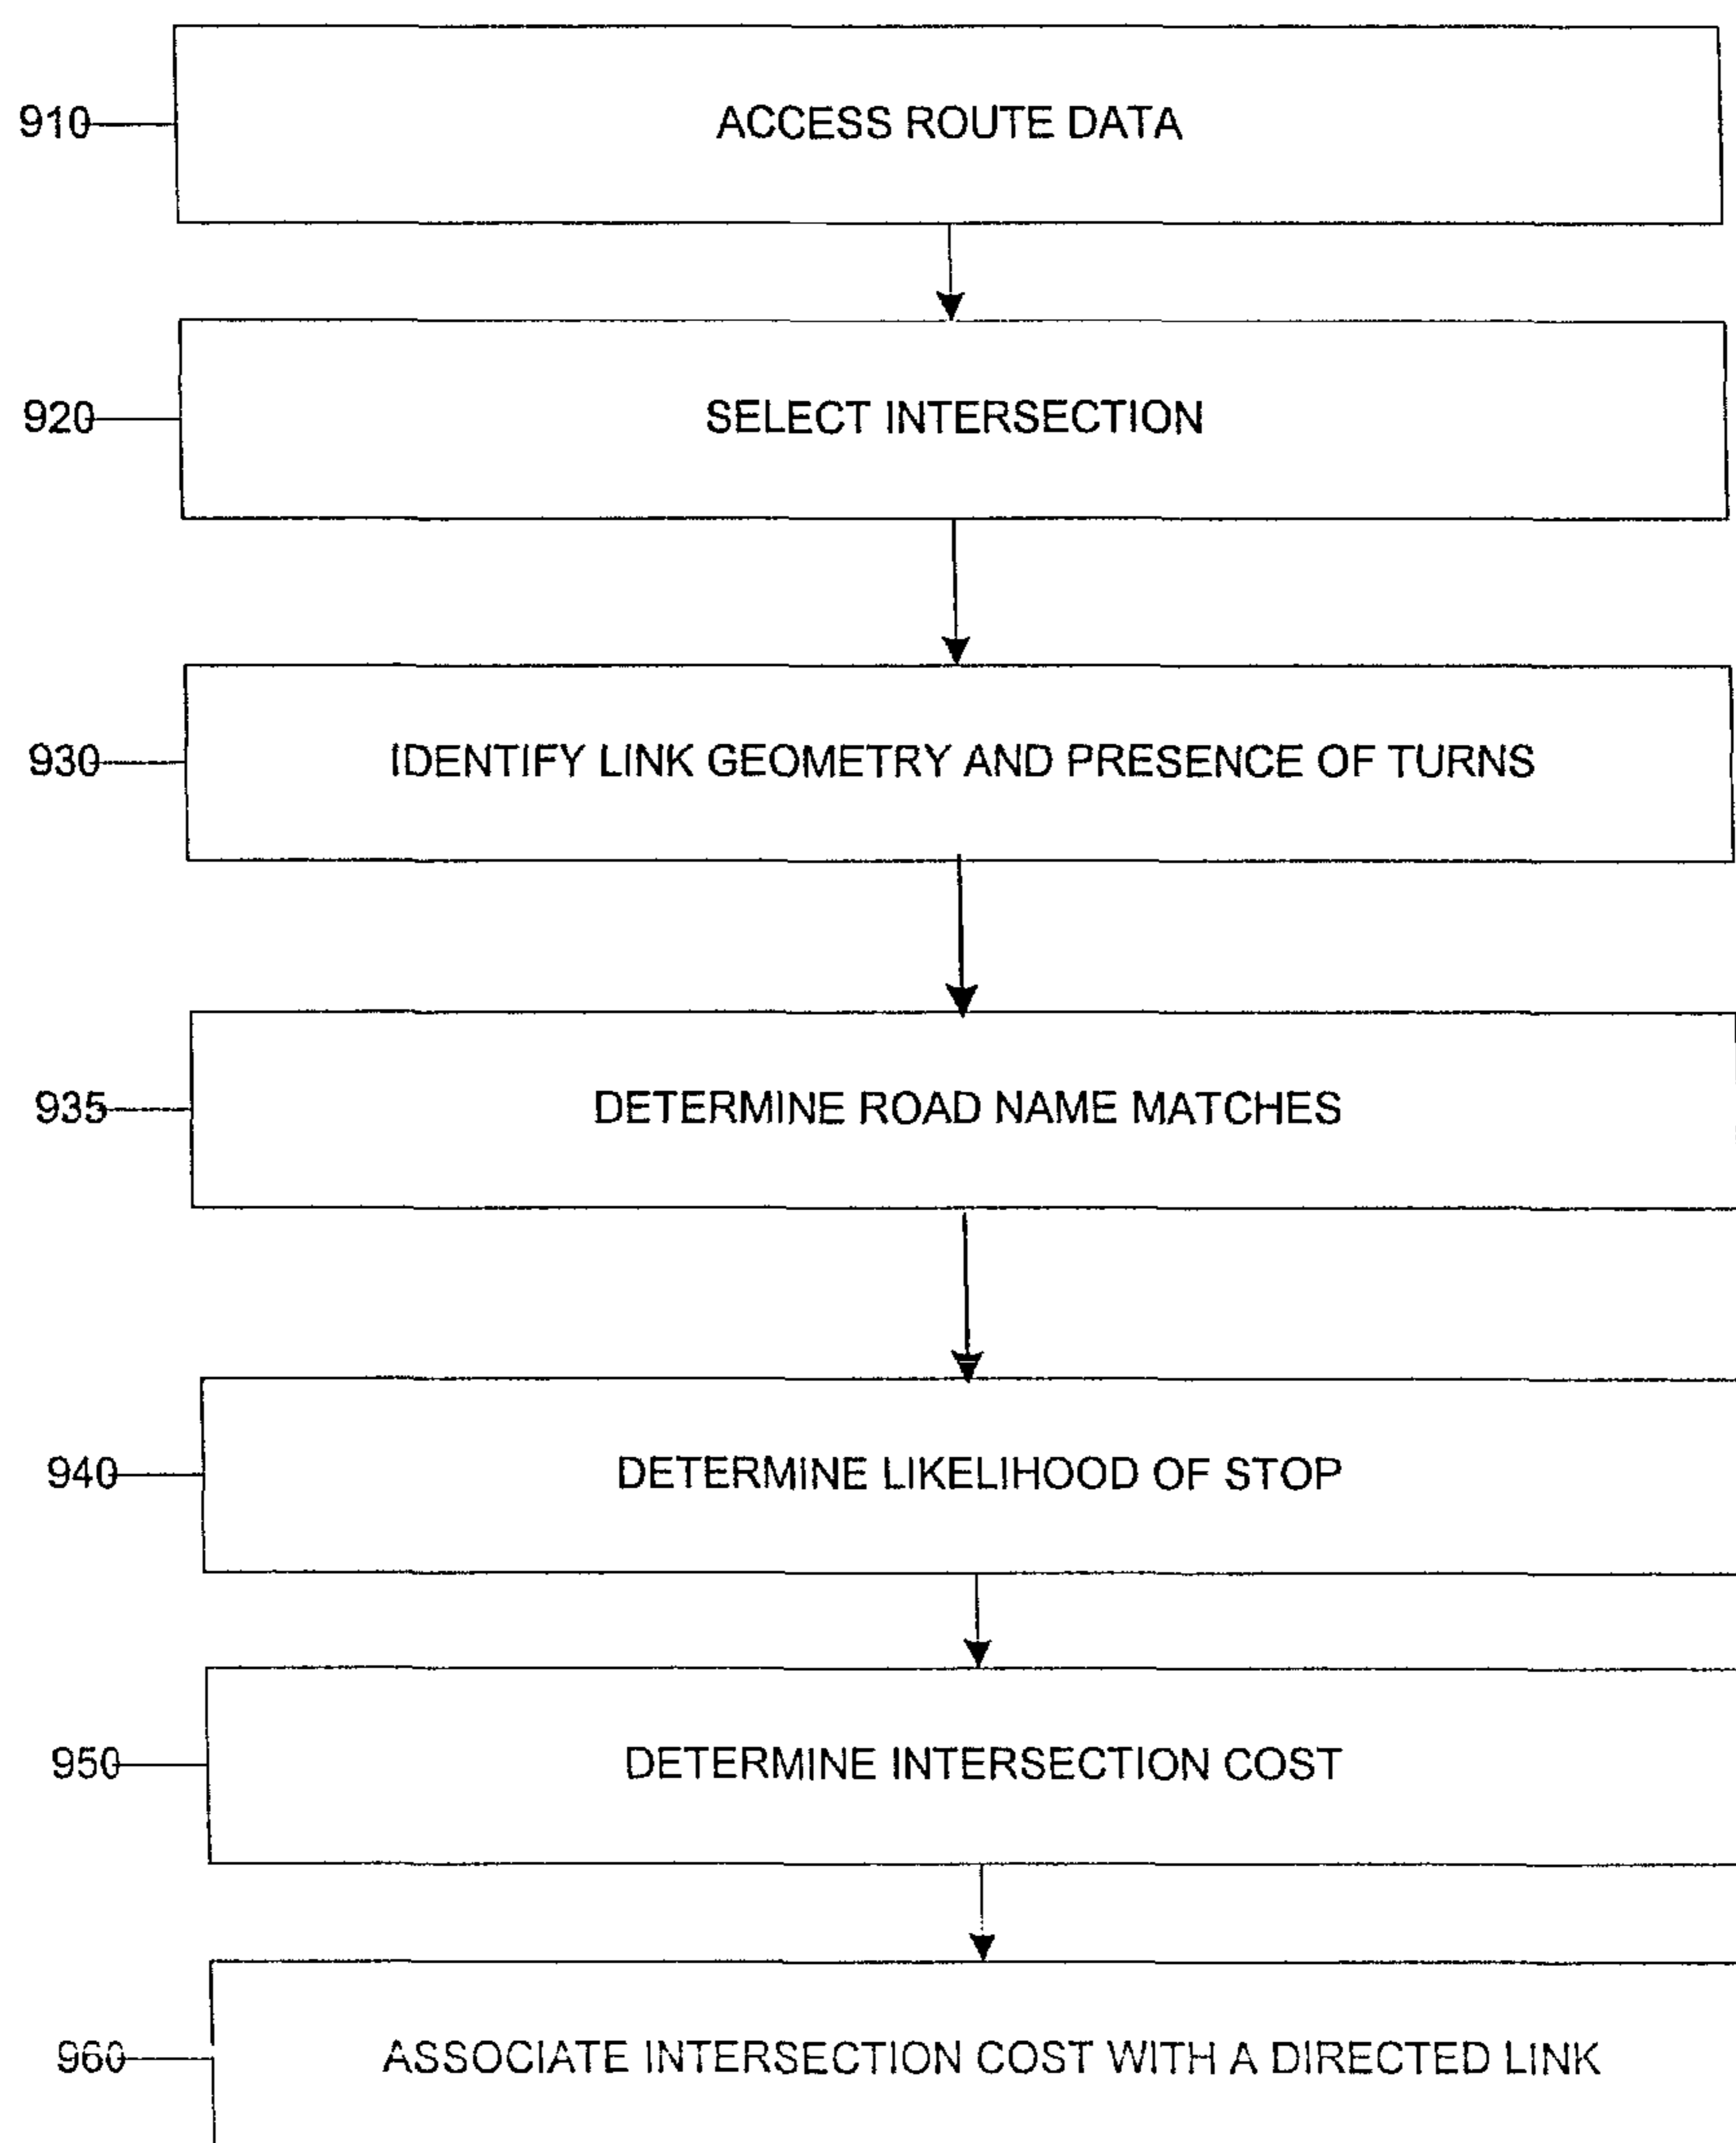 910 ACCESS ROUTE DATA
920 SELECT INTERSECTION
930 IDENTIFY LINK GEOMETRY AND PRESENCE OF TURNS
935 DETERMINE ROAD NAME MATCHES
940 DETERMINE LIKELIHOOD OF STOP
950 DETERMINE INTERSECTION COST
960 ASSOCIATE INTERSECTION COST WITH A DIRECTED LINK